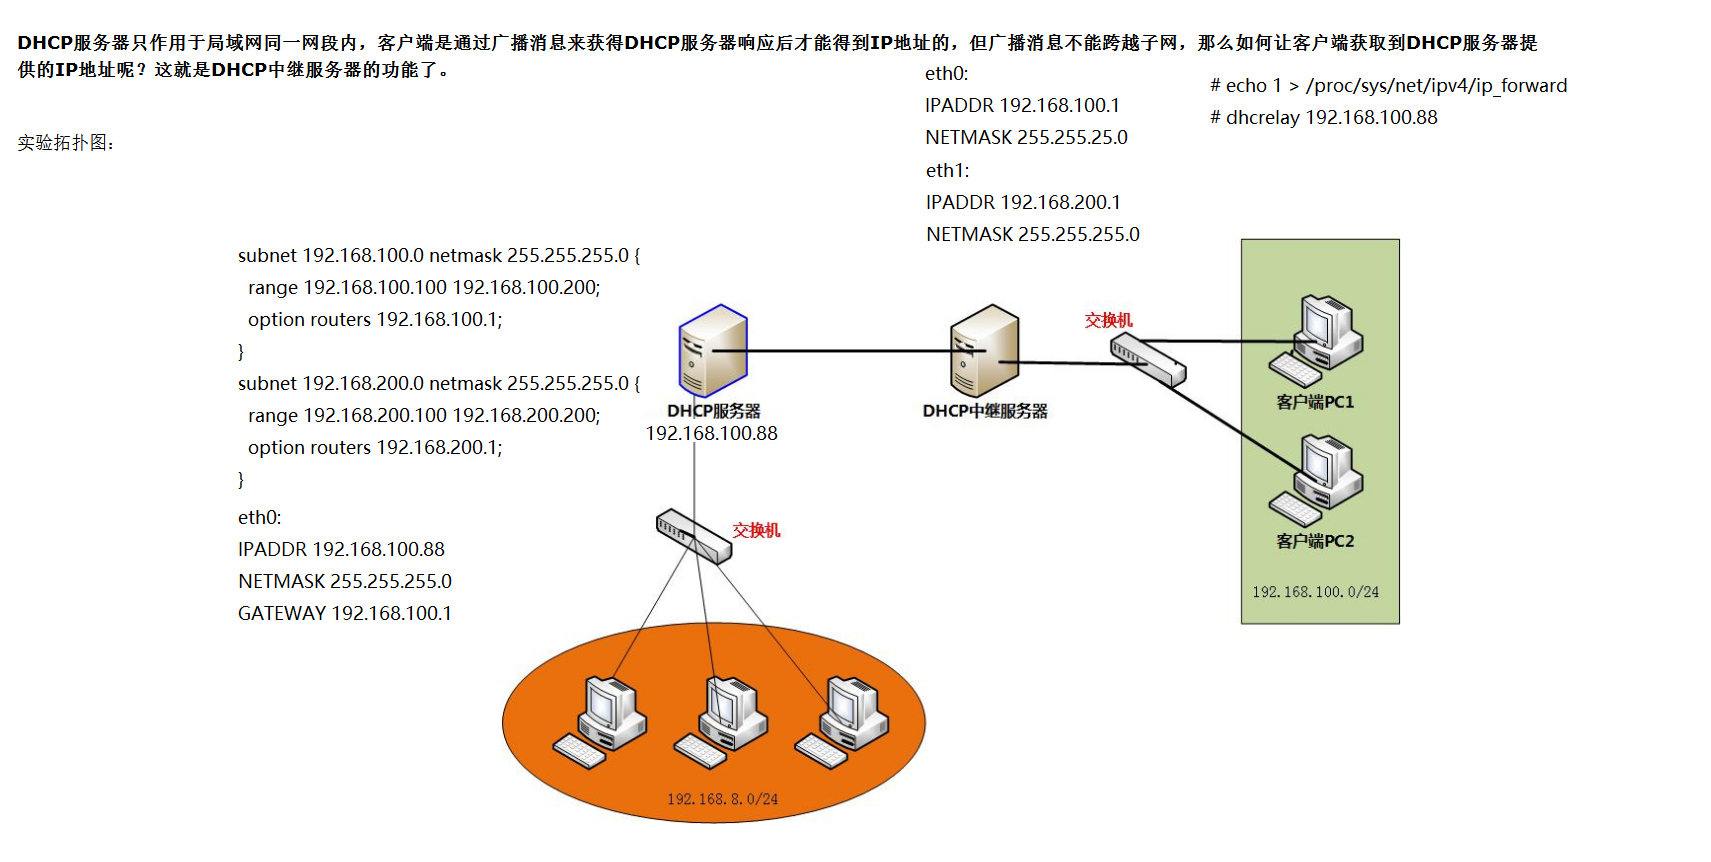 DHCP服务器只作用于局域网同一网段内，客户端是通过广播消息来获得DHCP服务器响应后才能得到IP地址的，但广播消息不能跨越子网，那么如何让客户端获取到DHCP服务器提
供的IP地址呢？这就是DHCP中继服务器的功能了。
实验拓扑图：
eth0:
IPADDR 192.168.100.1
NETMASK 255.255.25.0
eth1:
IPADDR 192.168.200.1
NETMASK 255.255.255.0
# echo 1 > /proc/sys/net/ipv4/ip_forward
# dhcrelay 192.168.100.88
subnet 192.168.100.0 netmask 255.255.255.0 {
range 192.168.100.100 192.168.100.200;
option routers 192.168.100.1;
}
subnet 192.168.200.0 netmask 255.255.255.0 {
range 192.168.200.100 192.168.200.200;
option routers 192.168.200.1;
}
eth0:
IPADDR 192.168.100.88
NETMASK 255.255.255.0
GATEWAY 192.168.100.1
DHCP服务器
192.168.100.88
DHCP中继服务器
交换机
客户端PC1
客户端PC2
192.168.100.0/24
交换机
192.168.8.0/24